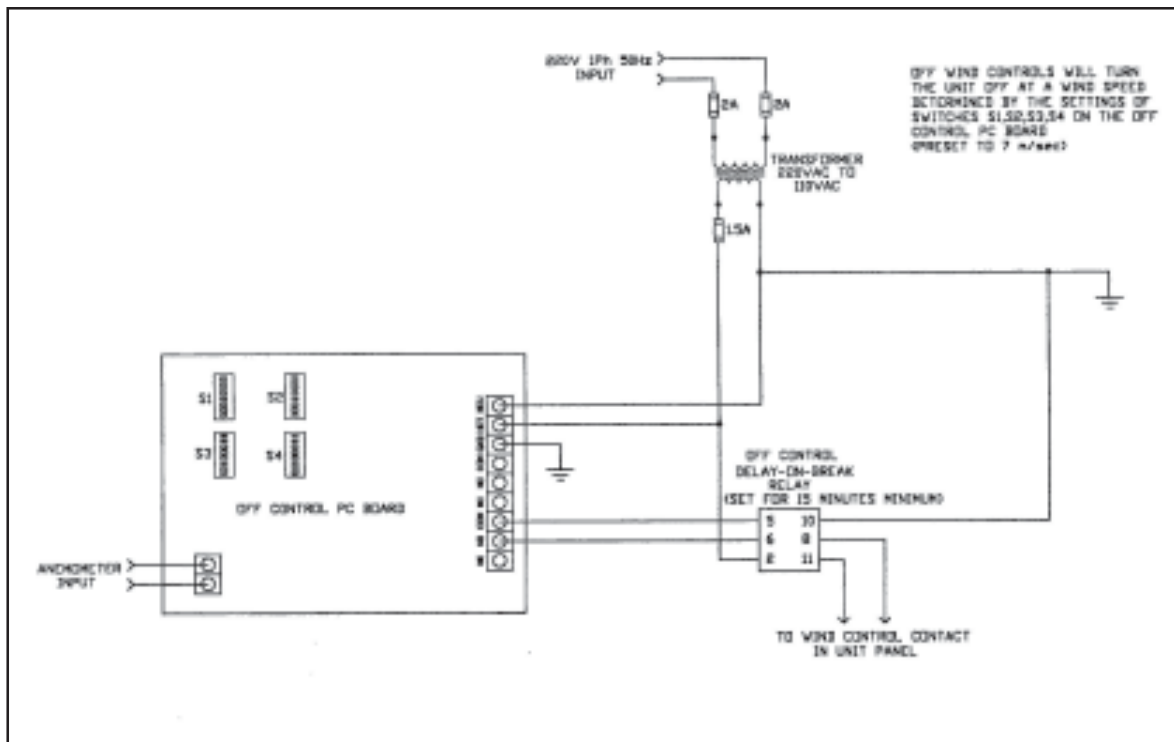 220V 1Ph 50Hz
INPUT
2A
2A
OFF WIND CONTROLS WILL TURN
THE UNIT OFF AT A WIND SPEED
DETERMINED BY THE SETTINGS OF
SWITCHES S1,S2,S3,S4 ON THE OFF
CONTROL PC BOARD
(PRESET TO 7 m/sec)
TRANSFORMER
220VAC TO
110VAC
15A
S1
S2
S3
S4
OFF CONTROL PC BOARD
ANEMOMETER
INPUT
OFF CONTROL
DELAY-ON-BREAK
RELAY
(SET FOR 15 MINUTES MINIMUM)
5 10
6 8
2 11
TO WIND CONTROL CONTACT
IN UNIT PANEL